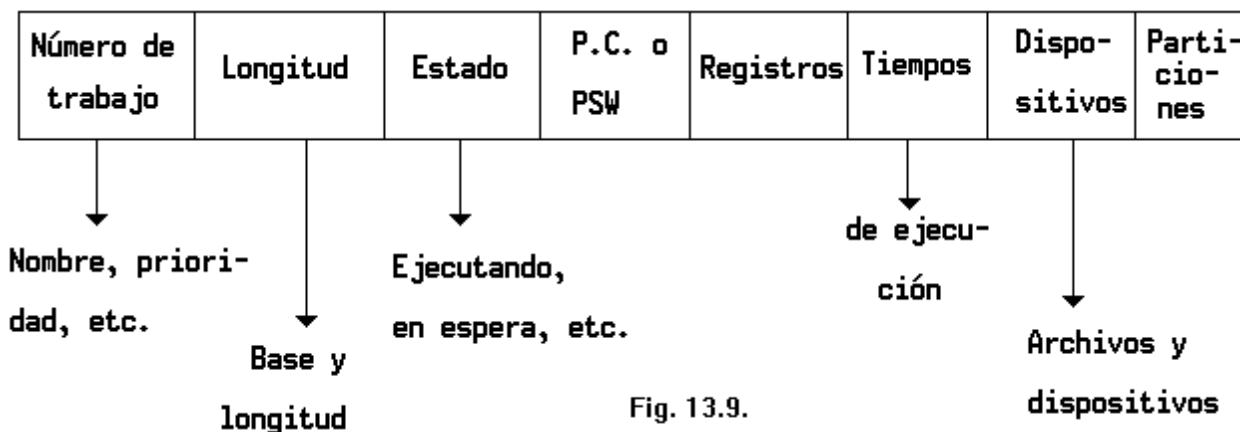 Número de
trabajo
Longitud
Estado
P.C. o
PSW
Registros
Tiempos
Dispo-
sitivos
Parti-
cio-
nes
Nombre, priori-
dad, etc.
Base y
longitud
Ejecutando,
en espera, etc.
de ejecu-
ción
Archivos y
dispositivos
Fig. 13.9.